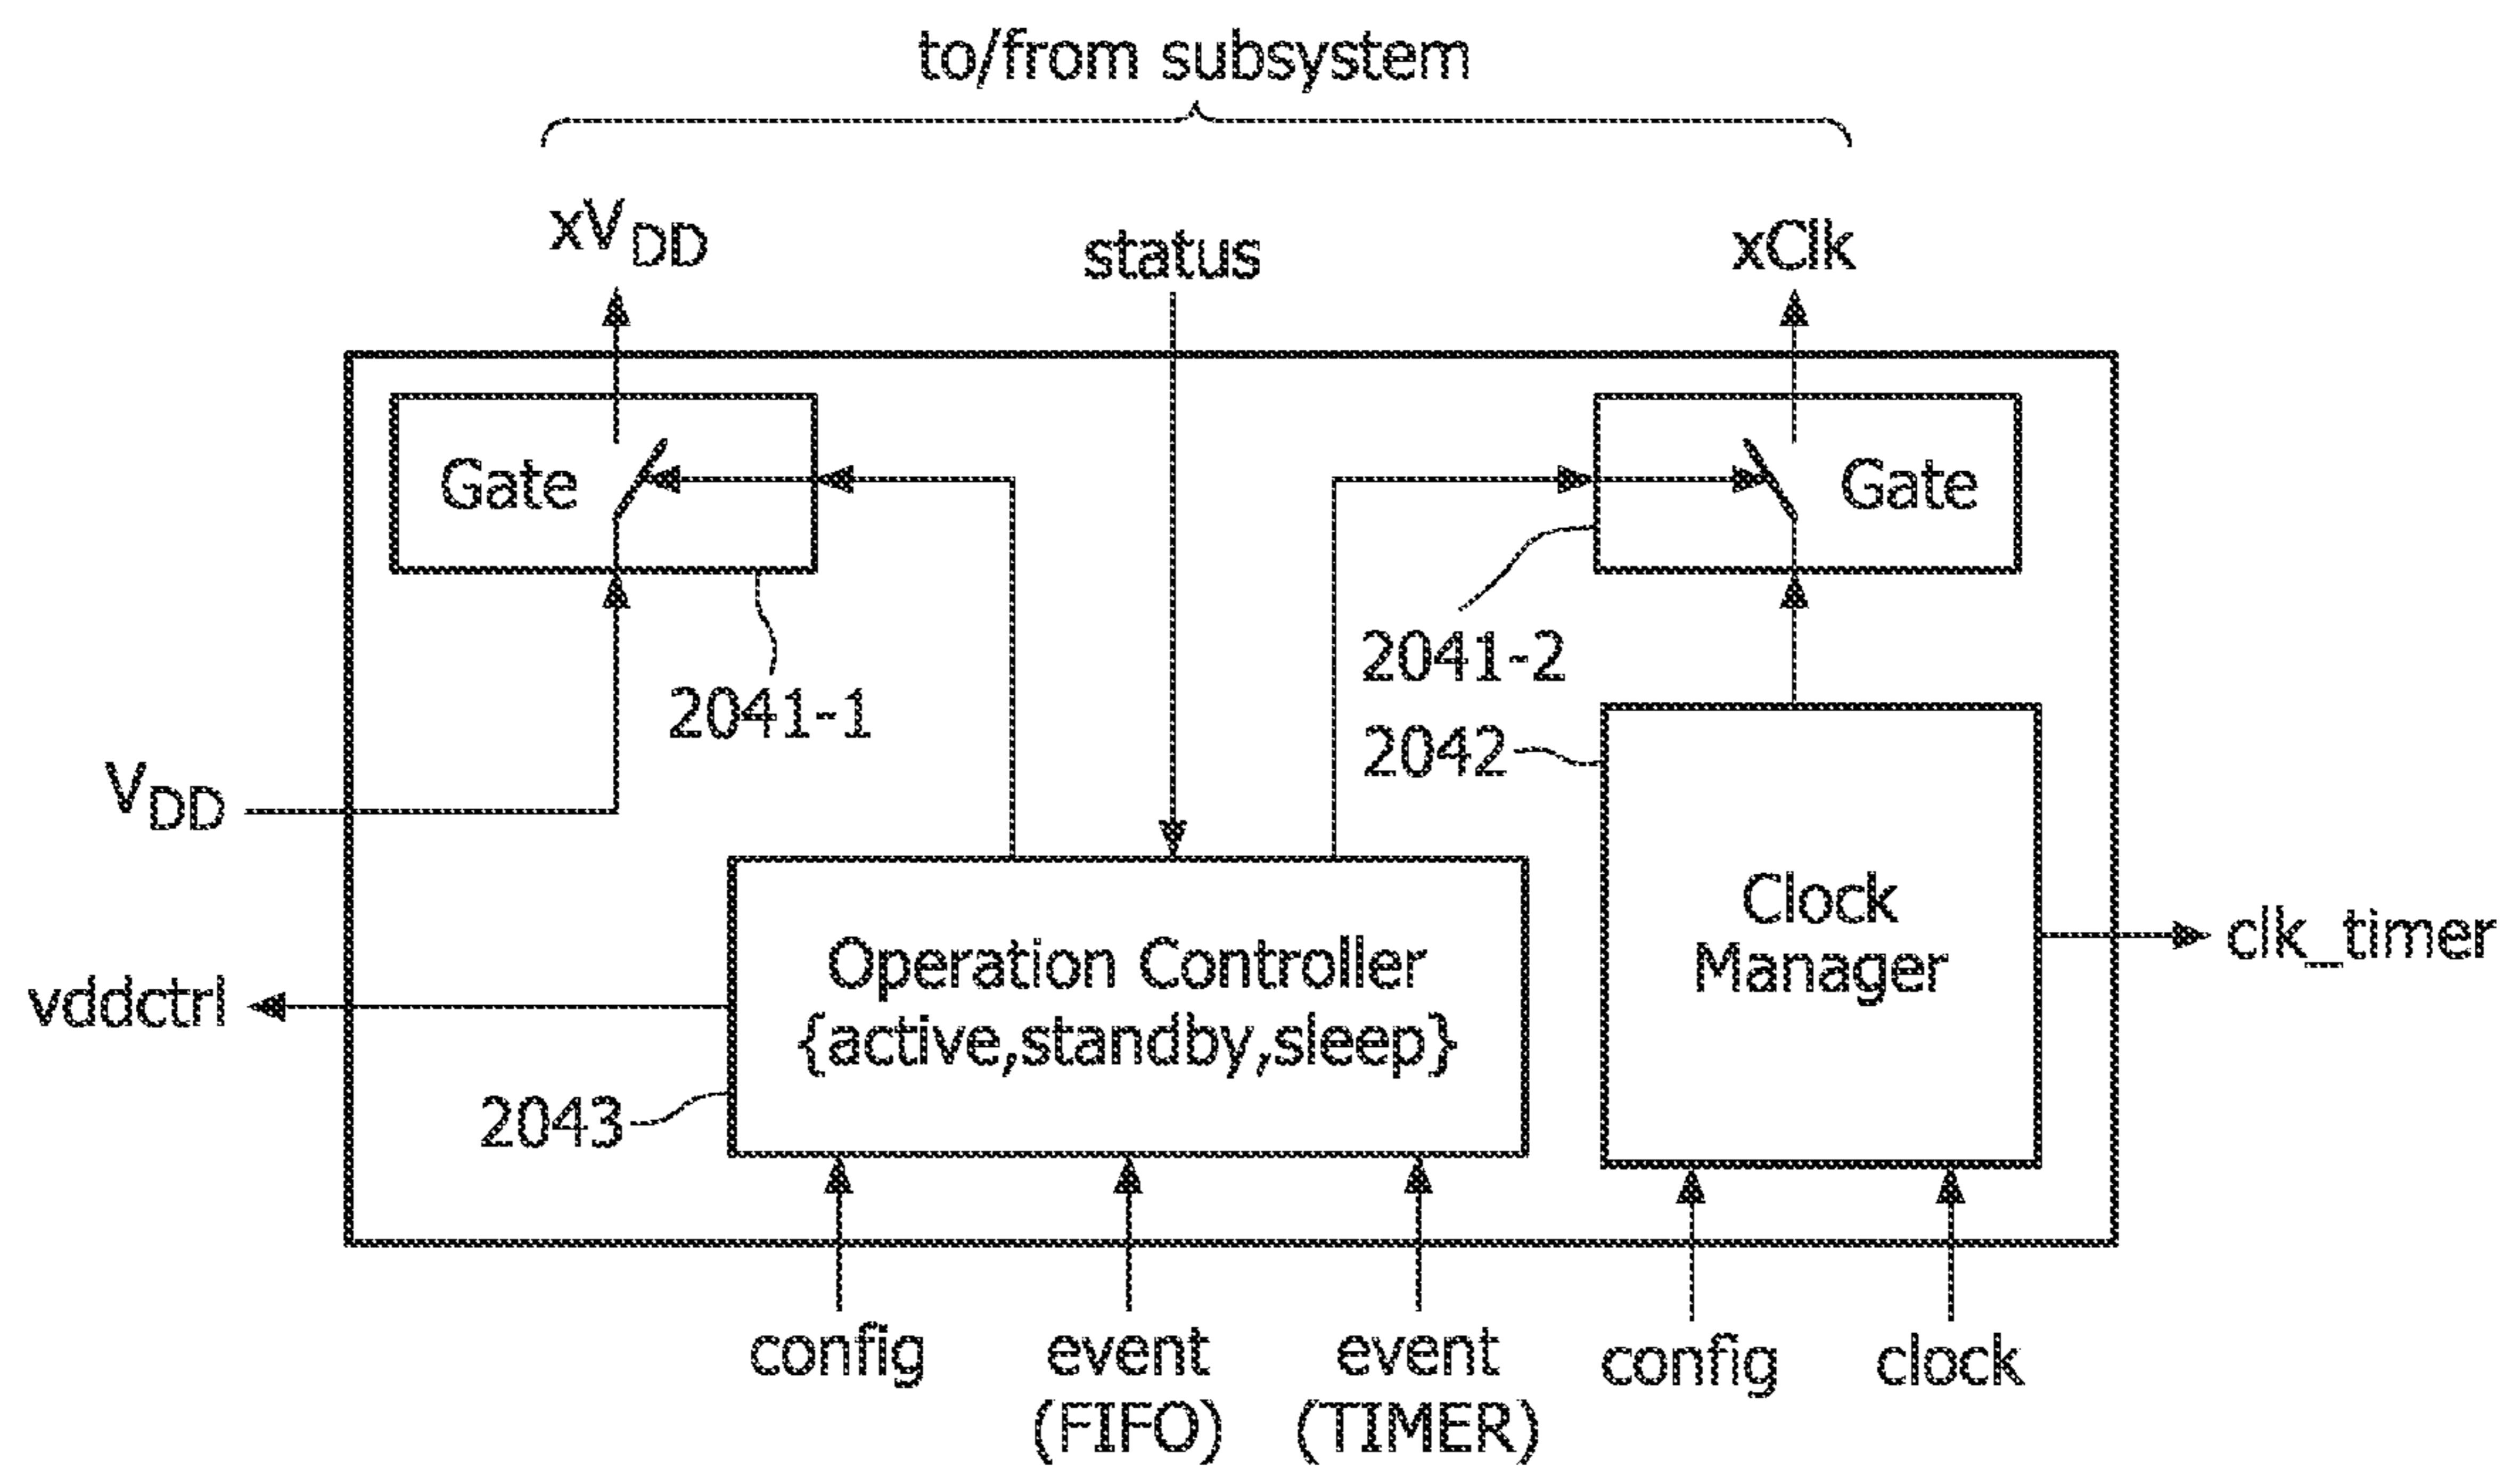 to/from subsystem
xVDD
status
xClk
Gate
Gate
2041-1
2041-2
2042
VDD
Clock
Manager
clk_timer
Operation Controller
{active,standby,sleep}
vddctrl
2043
config
event
(FIFO)
event
(TIMER)
config
clock